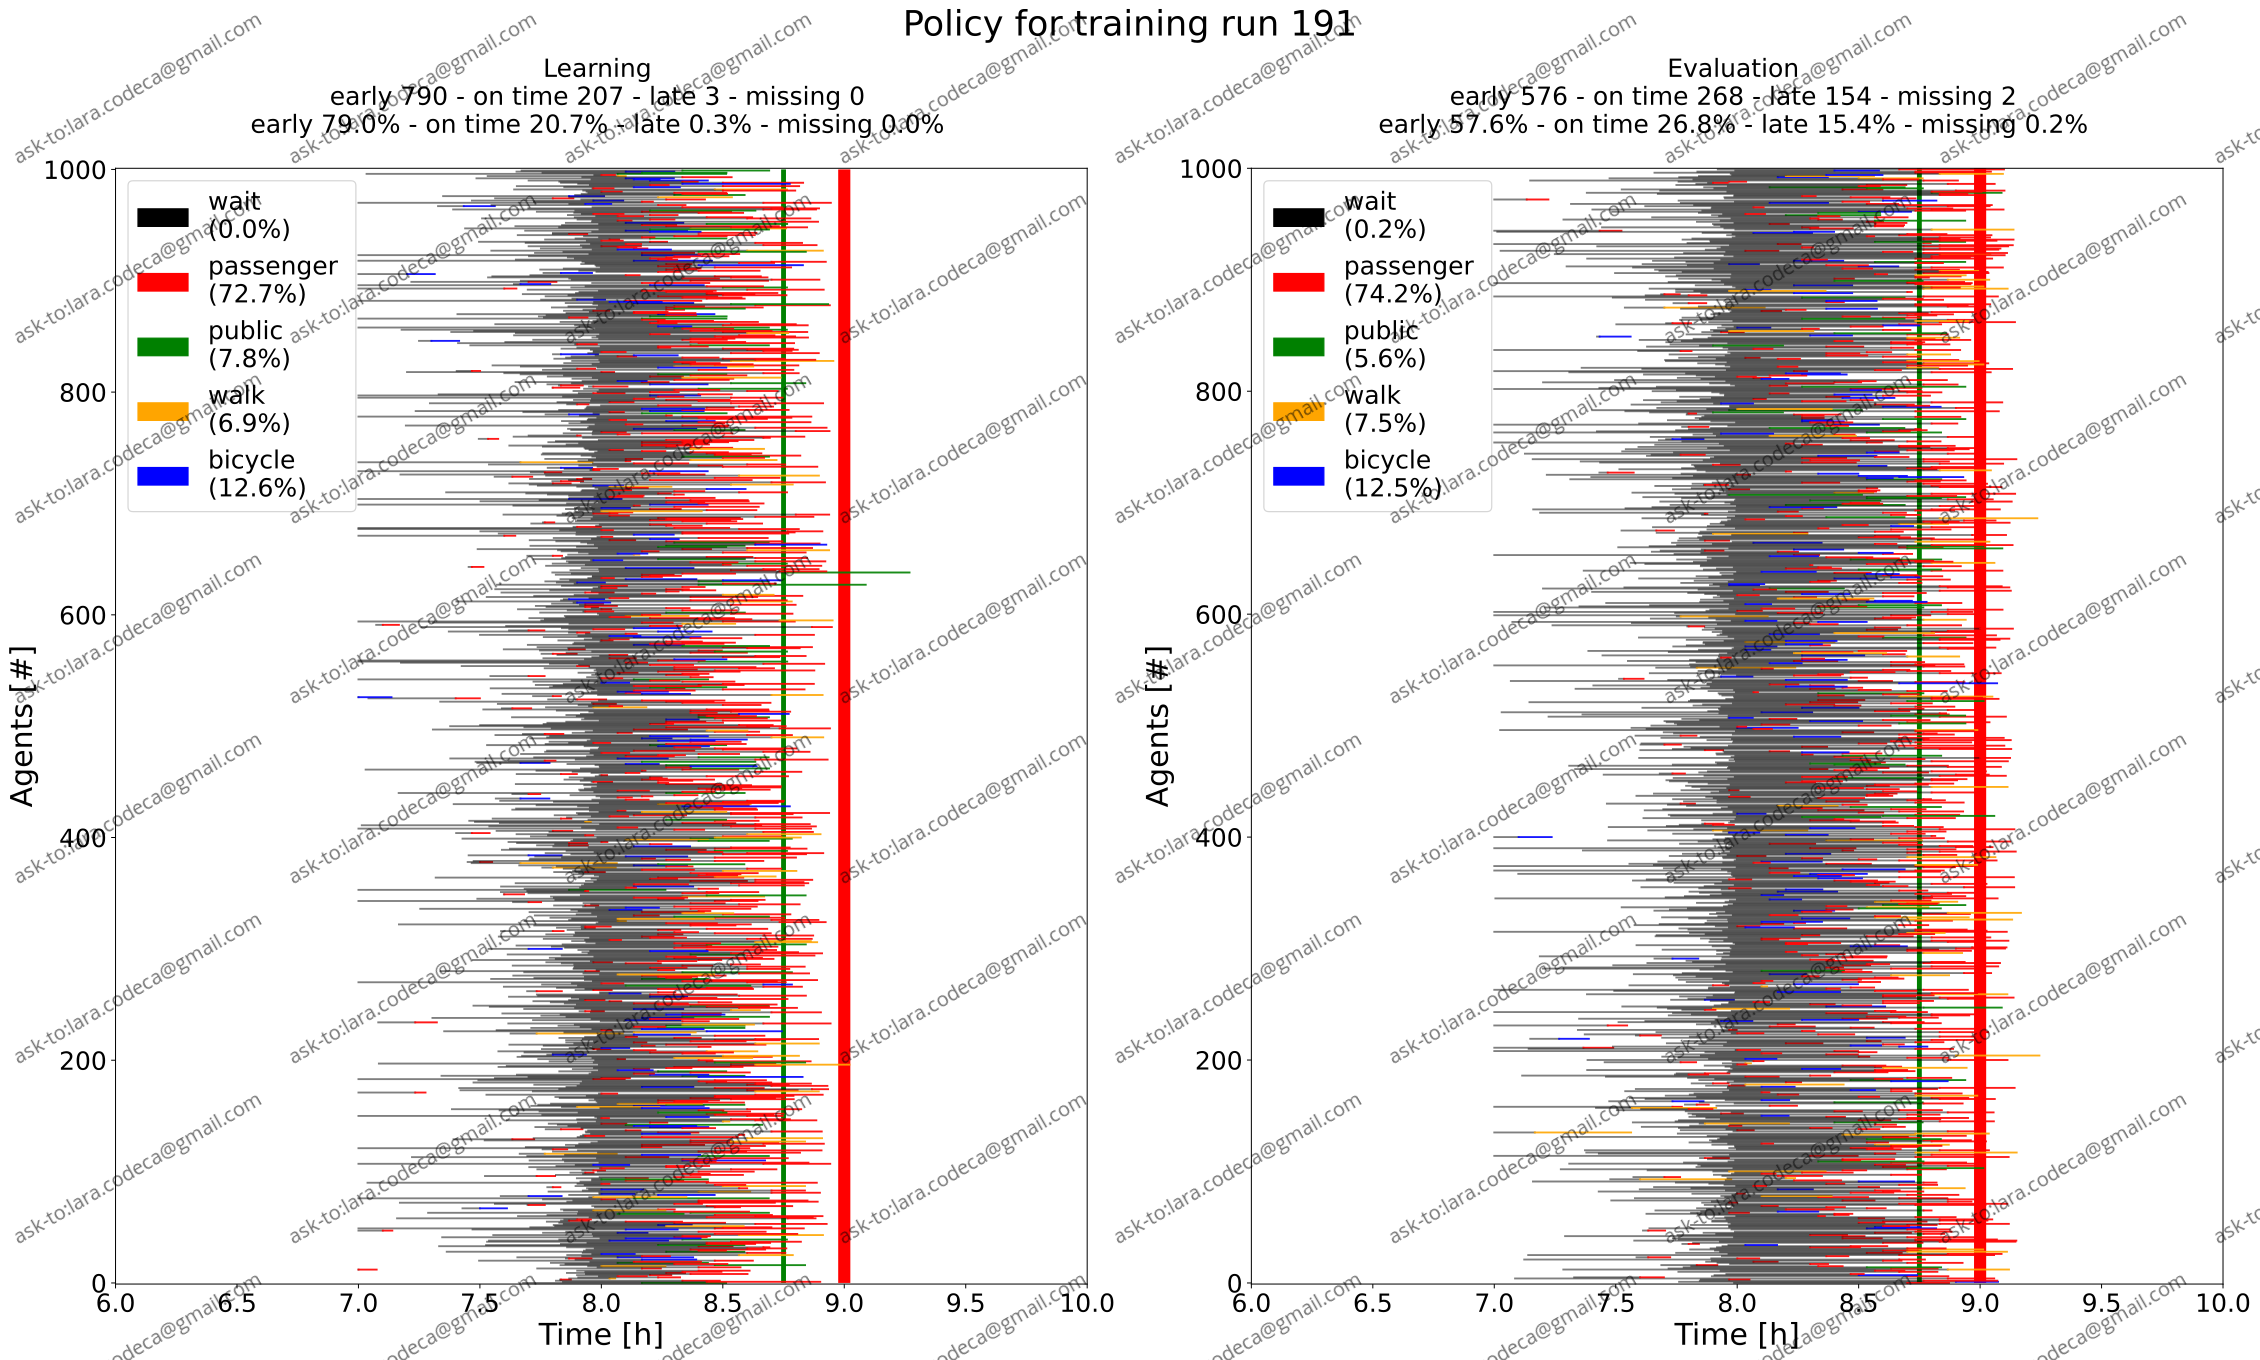 Policy for training run 191
Learning
early 790 - on time 207 - late 3 - missing 0
early 79.0% - on time 20.7% - late 0.3% - missing 0.0%
1000
800
600
400
200
0
Agents [#]
wait
(0.0%)
passenger
(72.7%)
public
(7.8%)
walk
(6.9%)
bicycle
(12.6%)
6.0 6.5 7.0 7.5 8.0 8.5 9.0 9.5 10.0
Time [h]
Evaluation
early 576 - on time 268 - late 154 - missing 2
early 57.6% - on time 26.8% - late 15.4% - missing 0.2%
1000
800
600
400
200
0
Agents [#]
wait
(0.2%)
passenger
(74.2%)
public
(5.6%)
walk
(7.5%)
bicycle
(12.5%)
6.0 6.5 7.0 7.5 8.0 8.5 9.0 9.5 10.0
Time [h]
ask-to:lara.codeca@gmail.com